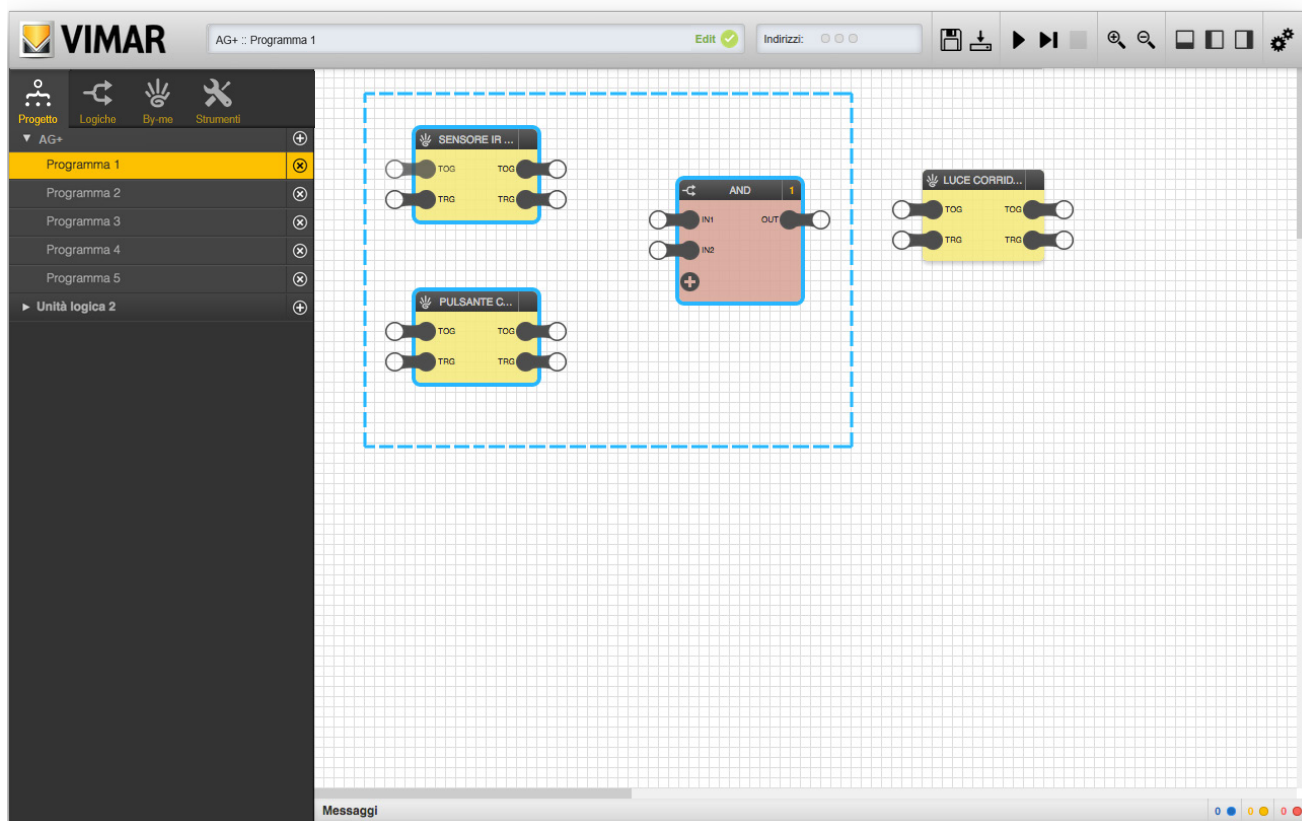 VIMAR
AG+ :: Programma 1
Edit
Indirizzi:
Progetto
Logiche
By-me
Strumenti
AG+
Programma 1
Programma 2
Programma 3
Programma 4
Programma 5
Unità logica 2
SENSORE IR ...
TOG TOG
TRG TRG
PULSANTE C...
TOG TOG
TRG TRG
AND 1
IN1 OUT
IN2
LUCE CORRID...
TOG TOG
TRG TRG
Messaggi
0 0 0